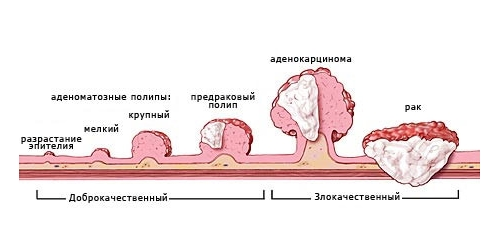 аденокарцинома
аденоматозные полипы:
предраковый
полип
крупный
рак
мелкий
разрастание
эпителия
Доброкачественный
Злокачественный